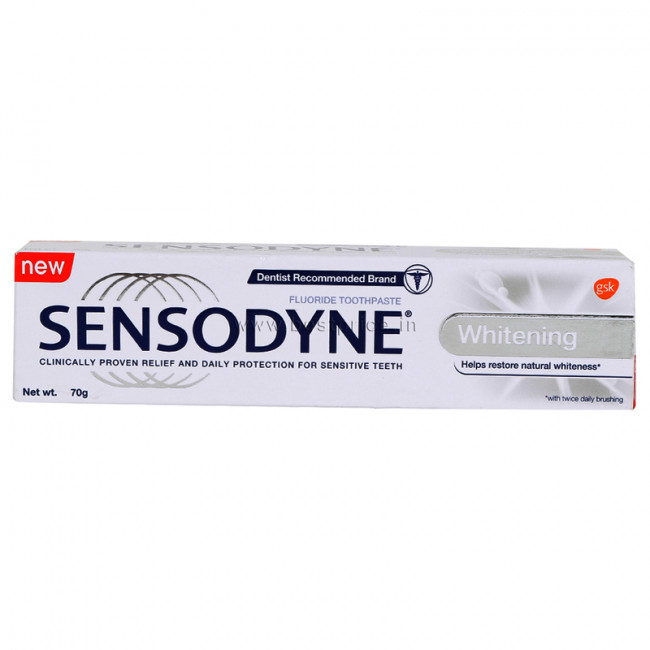 SENSODYNE
new
Dentist Recommended Brand
gsk
FLUORIDE TOOTHPASTE
SENSODYNE®
Whitening
CLINICALLY PROVEN RELIEF AND DAILY PROTECTION FOR SENSITIVE TEETH
Helps restore natural whiteness*
Net wt. 70g
*with twice daily brushing